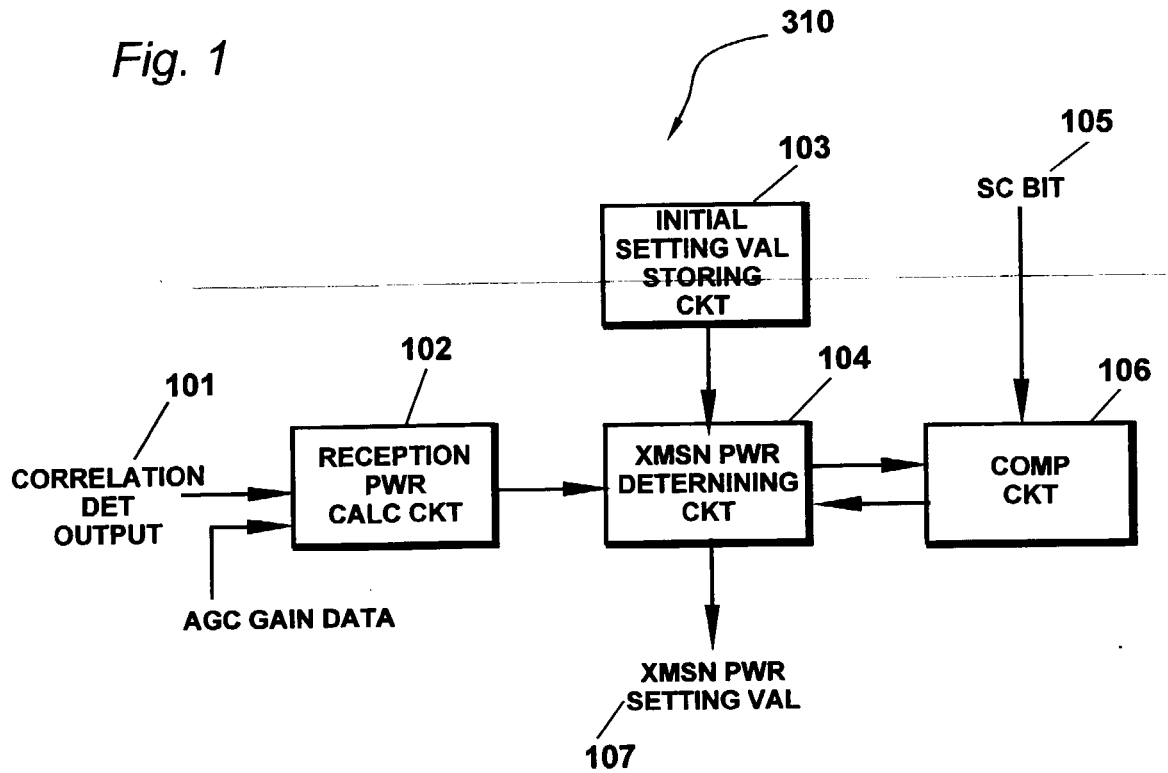 Fig. 1
310
103
105
SC BIT
INITIAL
SETTING VAL
STORING
CKT
102
104
106
101
CORRELATION
DET
OUTPUT
RECEPTION
PWR
CALC CKT
XMSN PWR
DETERNINING
CKT
COMP
CKT
AGC GAIN DATA
XMSN PWR
SETTING VAL
107